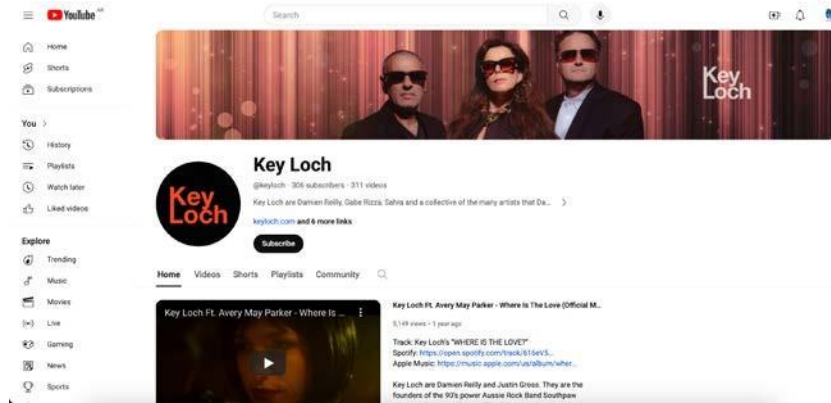 YouTube AR
Search
Home
Shorts
Subscriptions
You
History
Playlists
Watch later
Liked videos
Explore
Trending
Music
Movies
Live
Gaming
News
Sports
Key
Loch
Key
Loch
Key Loch
@keyloch · 306 subscribers · 311 videos
Key Loch are Damien Reilly, Gabe Rizza, Sahra and a collective of the many artists that Da...
keyloch.com and 6 more links
Subscribe
Home Videos Shorts Playlists Community
Key Loch Ft. Avery May Parker - Where Is ...
Key Loch Ft. Avery May Parker - Where Is The Love (Official M...
5,149 views • 1 year ago
Track: Key Loch's "WHERE IS THE LOVE?"
Spotify: https://open.spotify.com/track/616eV3...
Apple Music: https://music.apple.com/us/album/wher...
Key Loch are Damien Reilly and Justin Gross. They are the
founders of the 90's power Aussie Rock Band Southpaw